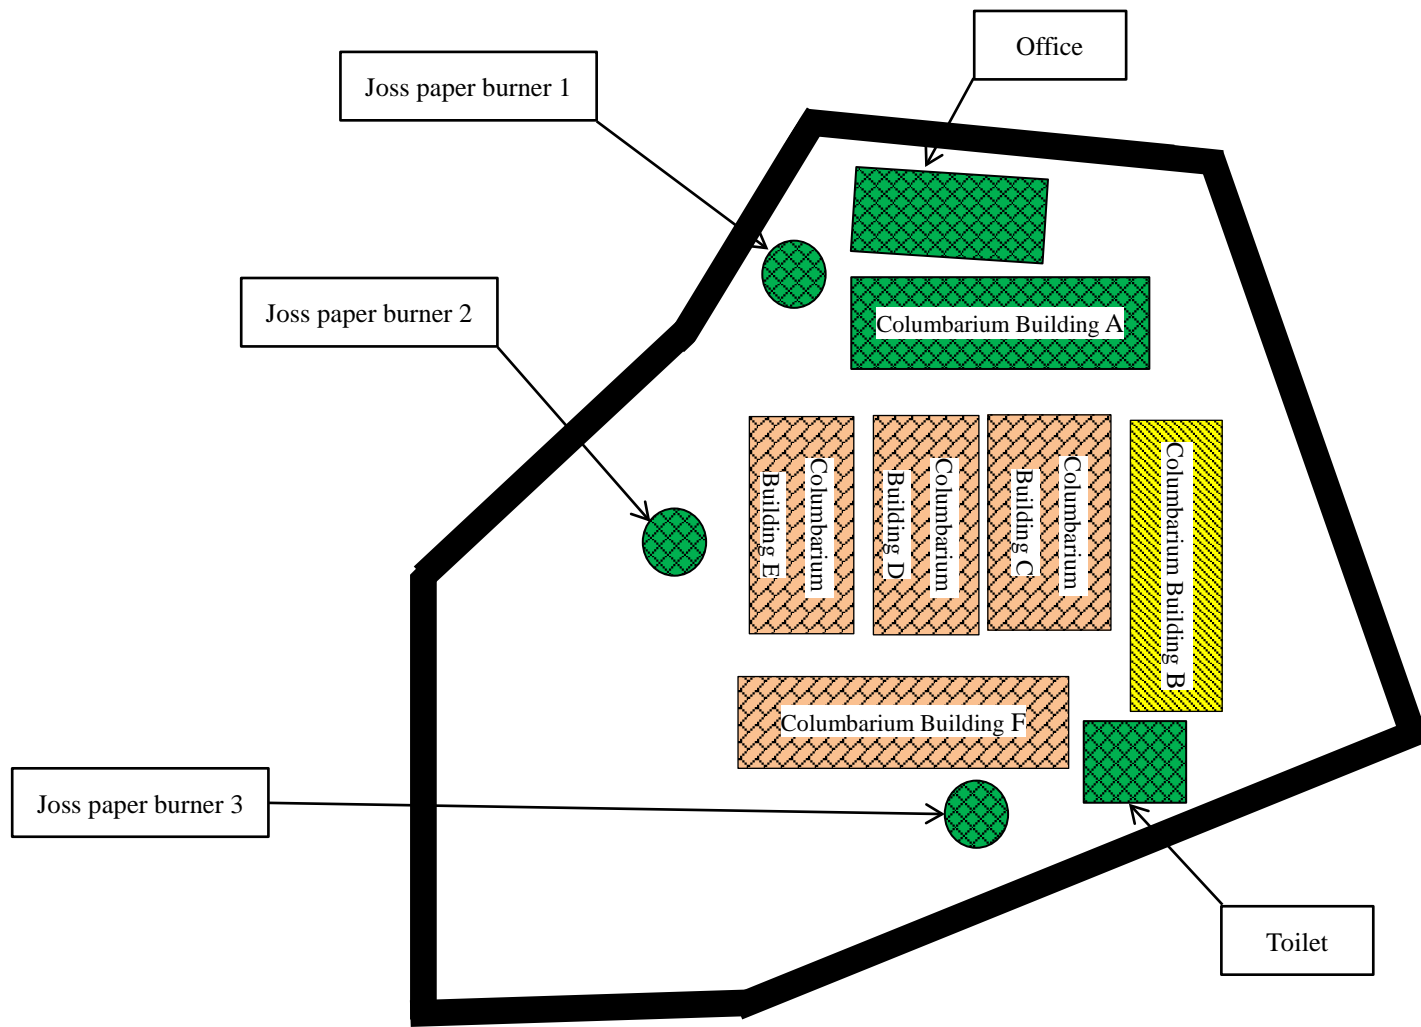 Office
Joss paper burner 1
Joss paper burner 2
Columbarium Building A
Columbarium
Building E
Columbarium
Building D
Columbarium
Building C
Columbarium Building B
Columbarium Building F
Joss paper burner 3
Toilet